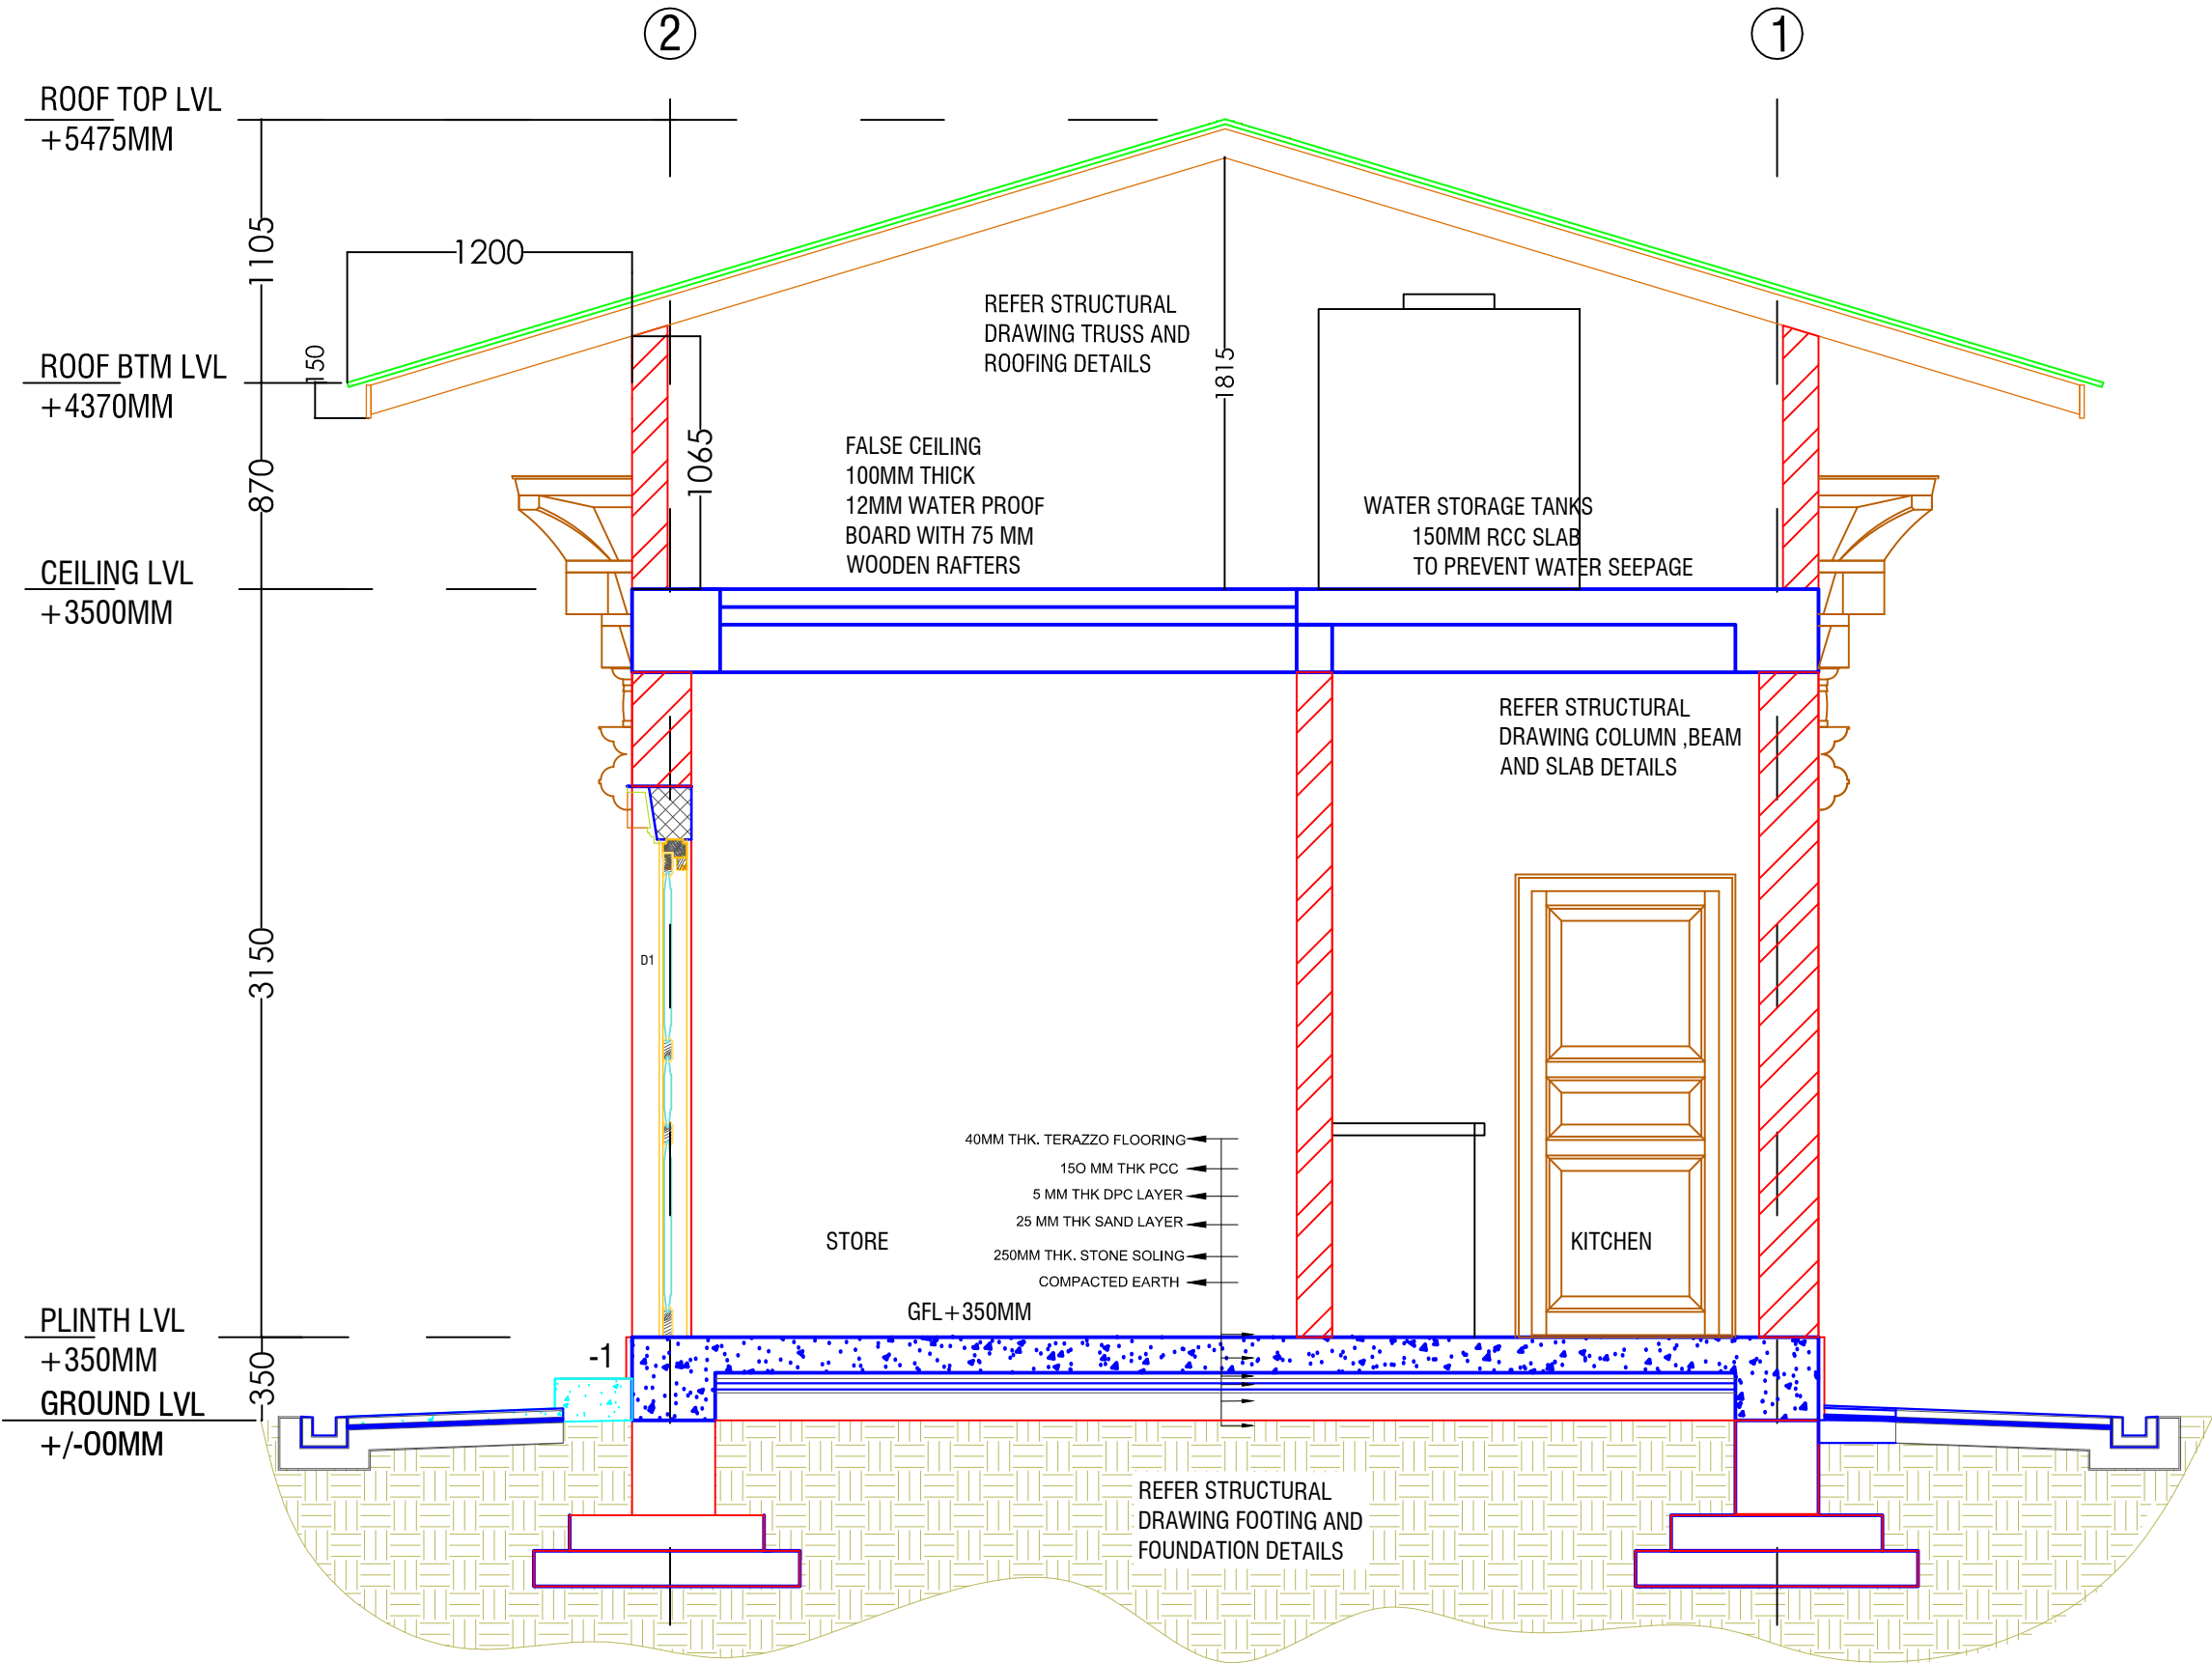 2
1
ROOF TOP LVL
+5475MM
1105
1200
REFER STRUCTURAL
DRAWING TRUSS AND
ROOFING DETAILS
150
ROOF BTM LVL
+4370MM
1815
870
1065
FALSE CEILING
100MM THICK
12MM WATER PROOF
BOARD WITH 75 MM
WOODEN RAFTERS
WATER STORAGE TANKS
150MM RCC SLAB
TO PREVENT WATER SEEPAGE
CEILING LVL
+3500MM
REFER STRUCTURAL
DRAWING COLUMN ,BEAM
AND SLAB DETAILS
3150
D1
40MM THK. TERAZZO FLOORING
15O MM THK PCC
5 MM THK DPC LAYER
25 MM THK SAND LAYER
250MM THK. STONE SOLING
COMPACTED EARTH
STORE
KITCHEN
GFL+350MM
PLINTH LVL
+350MM
-1
350
GROUND LVL
+/-00MM
REFER STRUCTURAL
DRAWING FOOTING AND
FOUNDATION DETAILS